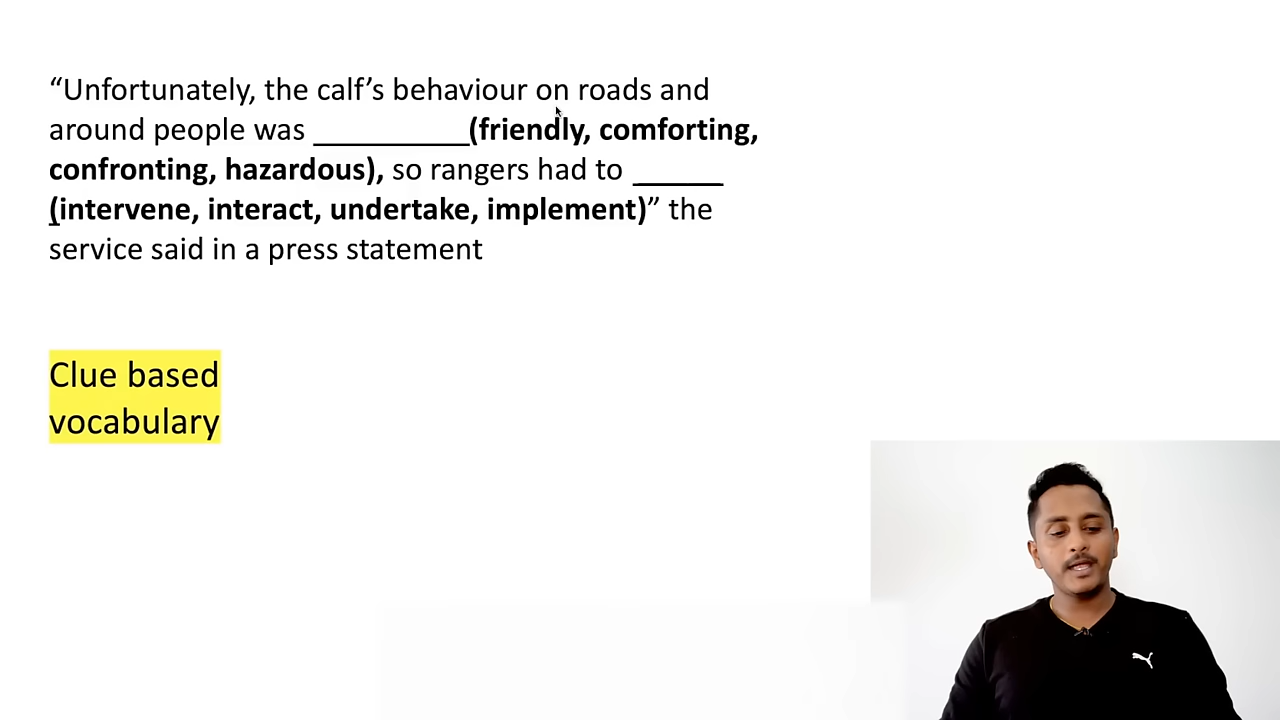 “Unfortunately, the calf’s behaviour on roads and
around people was __________(friendly, comforting,
confronting, hazardous), so rangers had to ______
(intervene, interact, undertake, implement)” the
service said in a press statement
Clue based
vocabulary